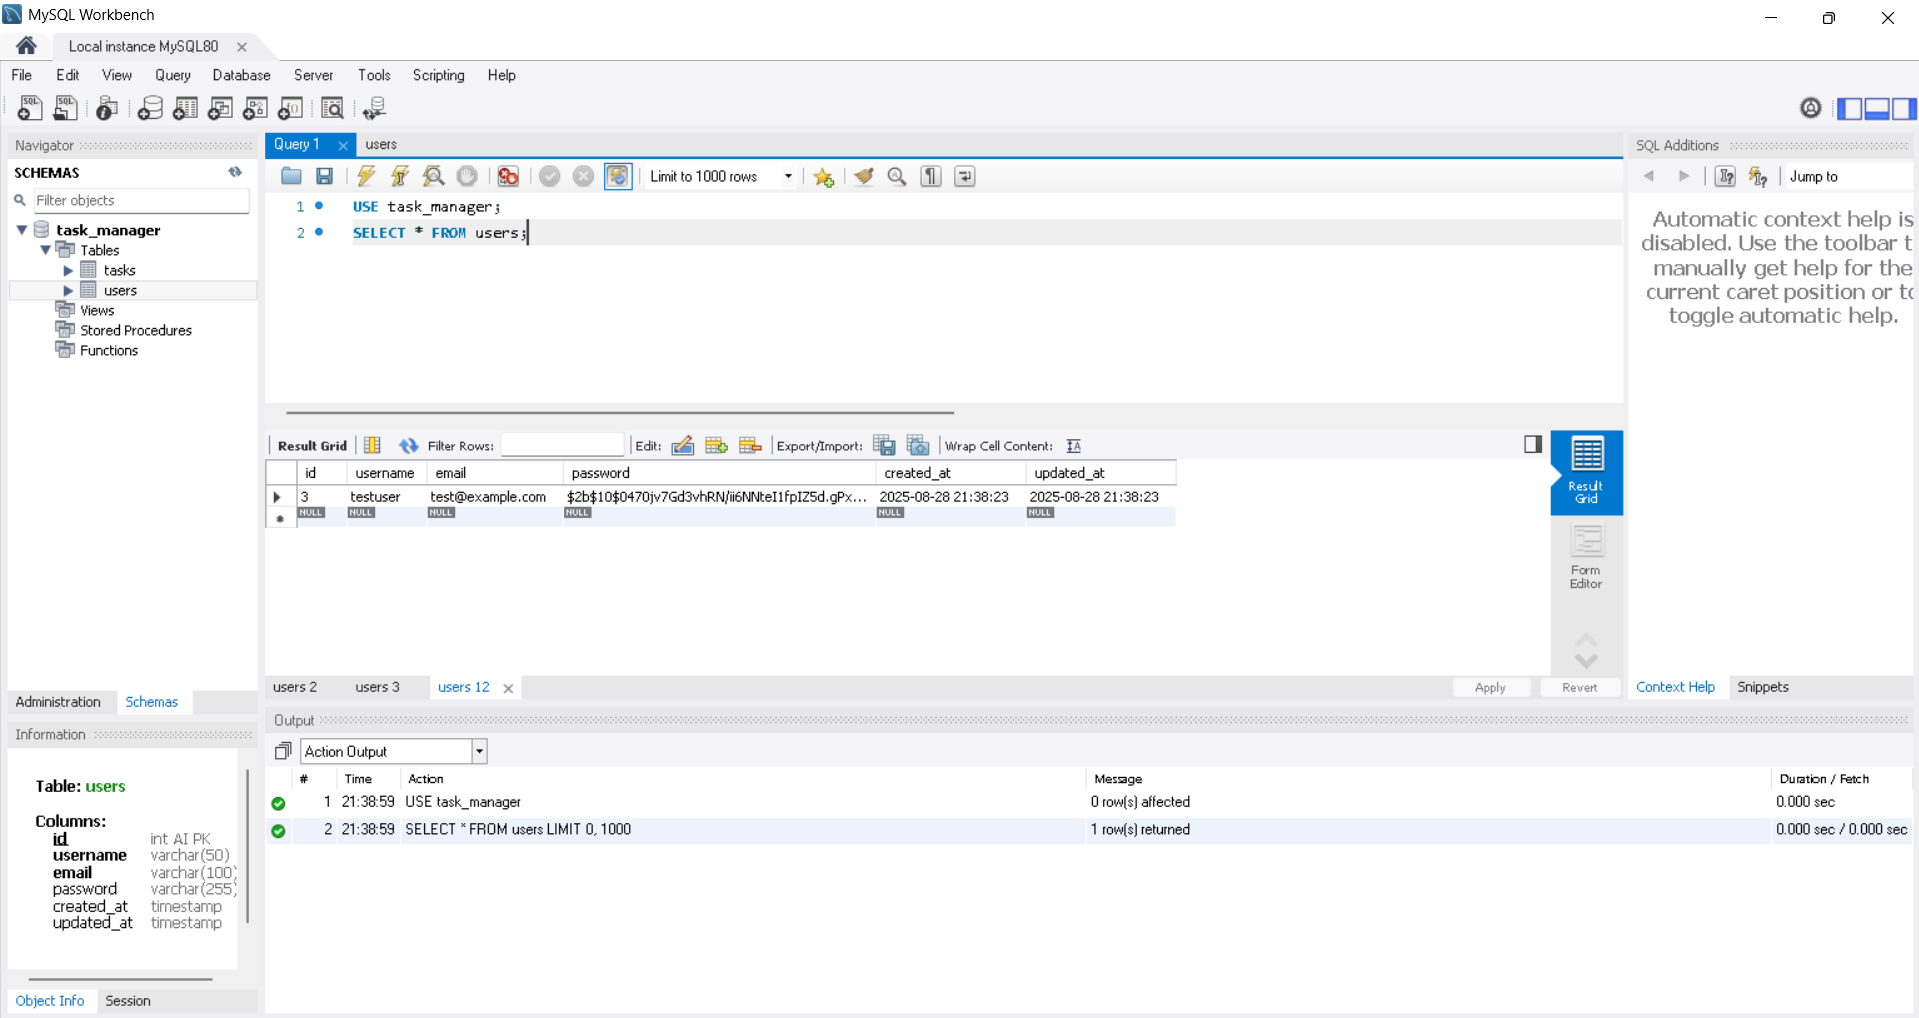 MySQL Workbench
Local instance MySQL80
File Edit View Query Database Server Tools Scripting Help
Navigator
SCHEMAS
Filter objects
task_manager
Tables
tasks
users
Views
Stored Procedures
Functions
Administration Schemas
Information
Table: users
Columns:
id int AI PK
username varchar(50)
email varchar(100)
password varchar(255)
created_at timestamp
updated_at timestamp
Object Info Session
Query 1 users
Limit to 1000 rows
1 USE task_manager;
2 SELECT * FROM users;
Result Grid Filter Rows: Edit: Export/Import: Wrap Cell Content:
id username email password created_at updated_at
3 testuser test@example.com $2b$10$0470jv7Gd3vhRN/ii6NNteI1fpIZ5d.gPx... 2025-08-28 21:38:23 2025-08-28 21:38:23
NULL NULL NULL NULL NULL NULL
Result
Grid
Form
Editor
users 2 users 3 users 12 Apply Revert
Output
Action Output
# Time Action Message Duration / Fetch
1 21:38:59 USE task_manager 0 row(s) affected 0.000 sec
2 21:38:59 SELECT * FROM users LIMIT 0, 1000 1 row(s) returned 0.000 sec / 0.000 sec
SQL Additions
Jump to
Automatic context help is
disabled. Use the toolbar t
manually get help for the
current caret position or to
toggle automatic help.
Context Help Snippets